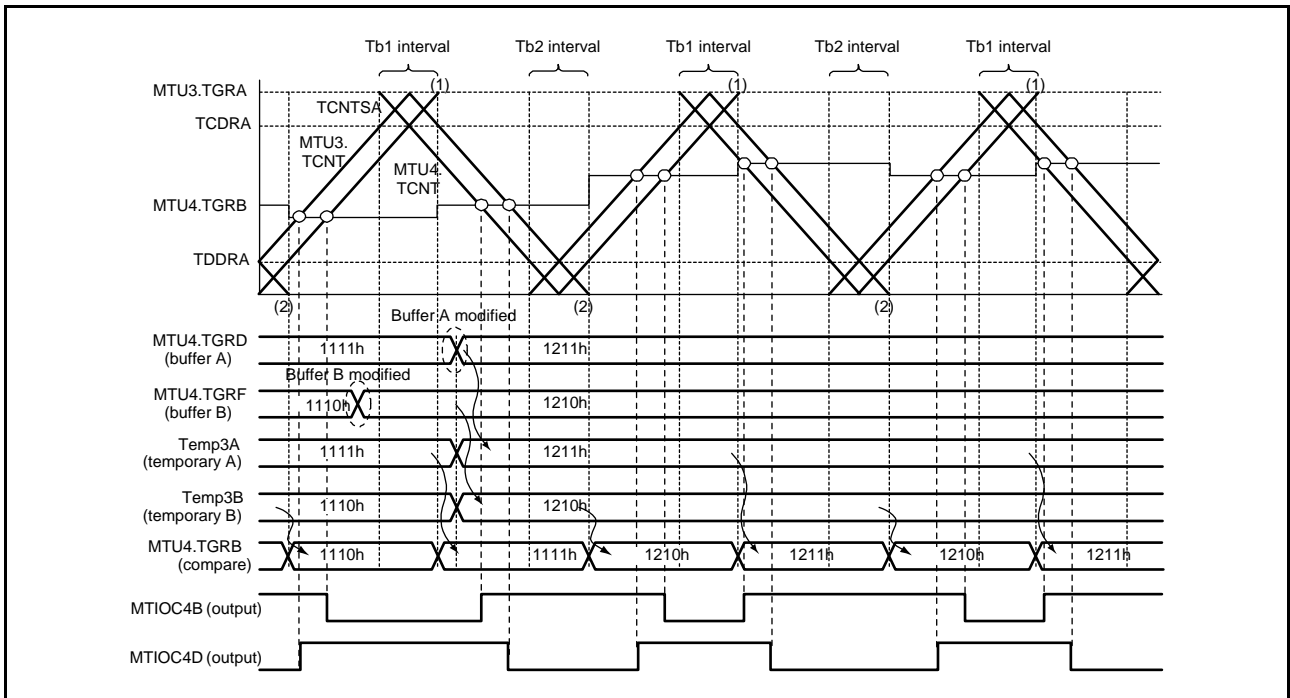 Tb1 interval Tb2 interval Tb1 interval Tb2 interval Tb1 interval
MTU3.TGRA
(1) (1) (1)
TCNTSA
TCDRA
MTU3.
TCNT
MTU4.
TCNT
MTU4.TGRB
TDDRA
(2) (2) (2)
Buffer A modified
MTU4.TGRD
(buffer A)
1111h 1211h
Buffer B modified
MTU4.TGRF
(buffer B)
1110h 1210h
Temp3A
(temporary A)
1111h 1211h
Temp3B
(temporary B)
1110h 1210h
MTU4.TGRB
(compare)
1110h 1111h 1210h 1211h 1210h 1211h
MTIOC4B (output)
MTIOC4D (output)